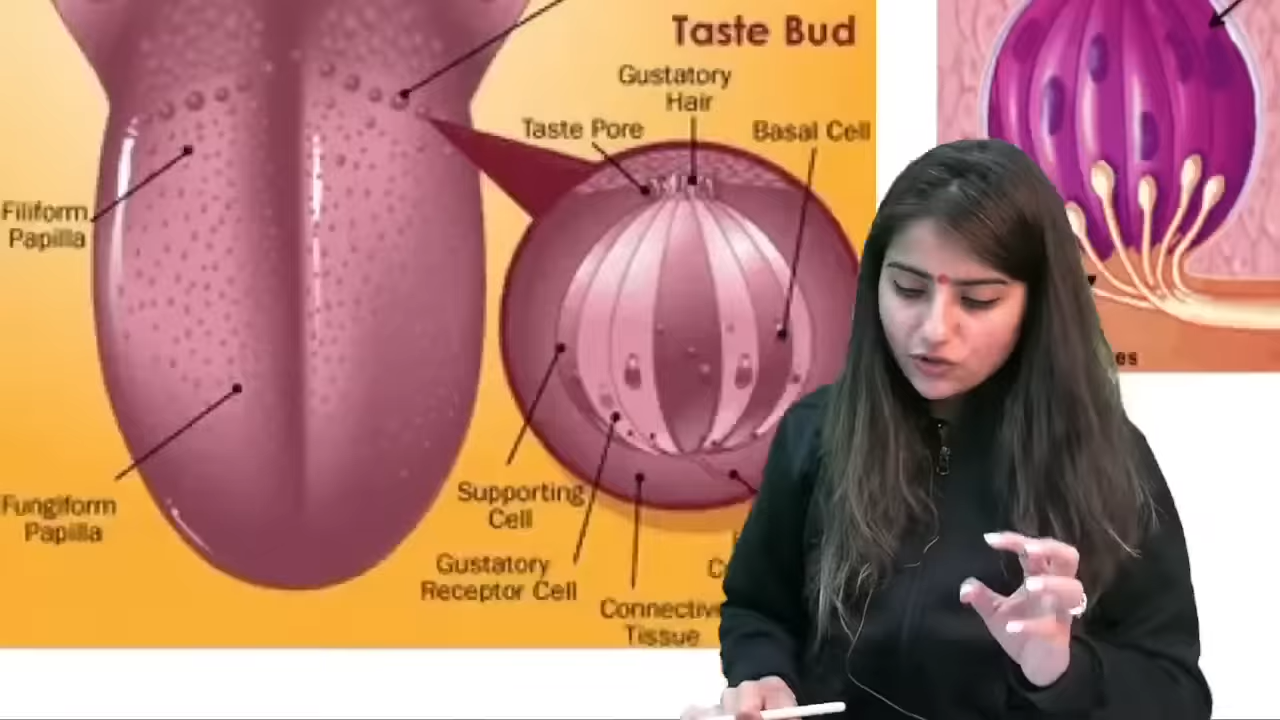 Taste Bud
Gustatory
Hair
Taste Pore
Basal Cell
Filiform
Papilla
Fungiform
Papilla
Supporting
Cell
Gustatory
Receptor Cell
Connective
Tissue